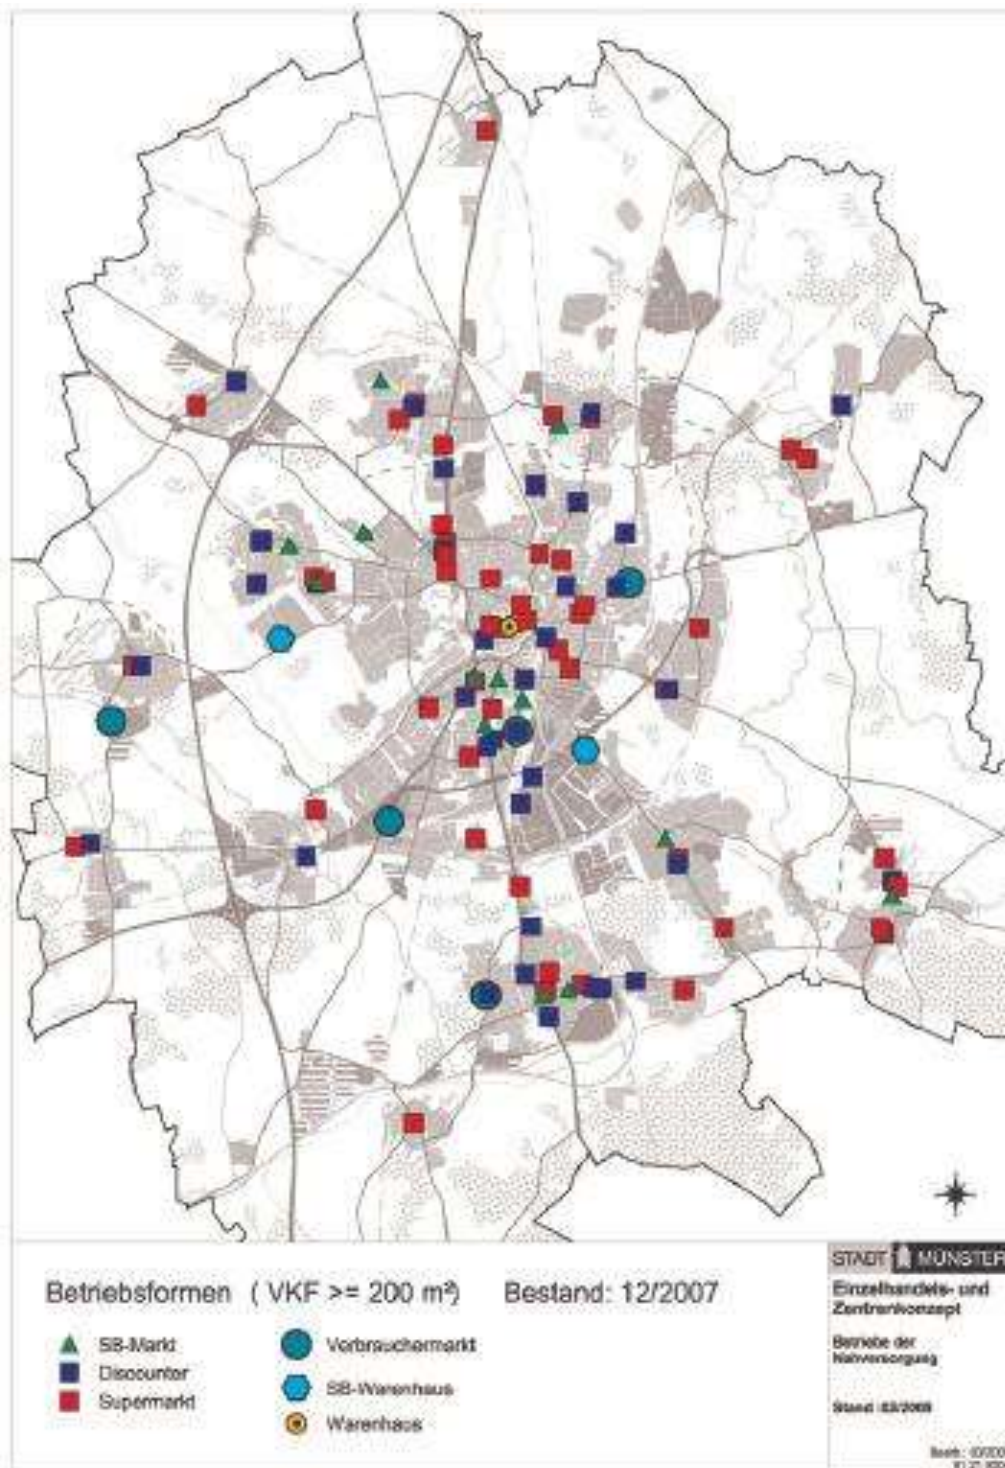 Betriebsformen ( VKF >= 200 m²) Bestand: 12/2007
SB-Markt
Discounter
Supermarkt
Verbrauchermarkt
SB-Warenhaus
Warenhaus
STADT MÜNSTER
Einzelhandels- und
Zentrenkonzept
Betriebe der
Nahversorgung
Stand :